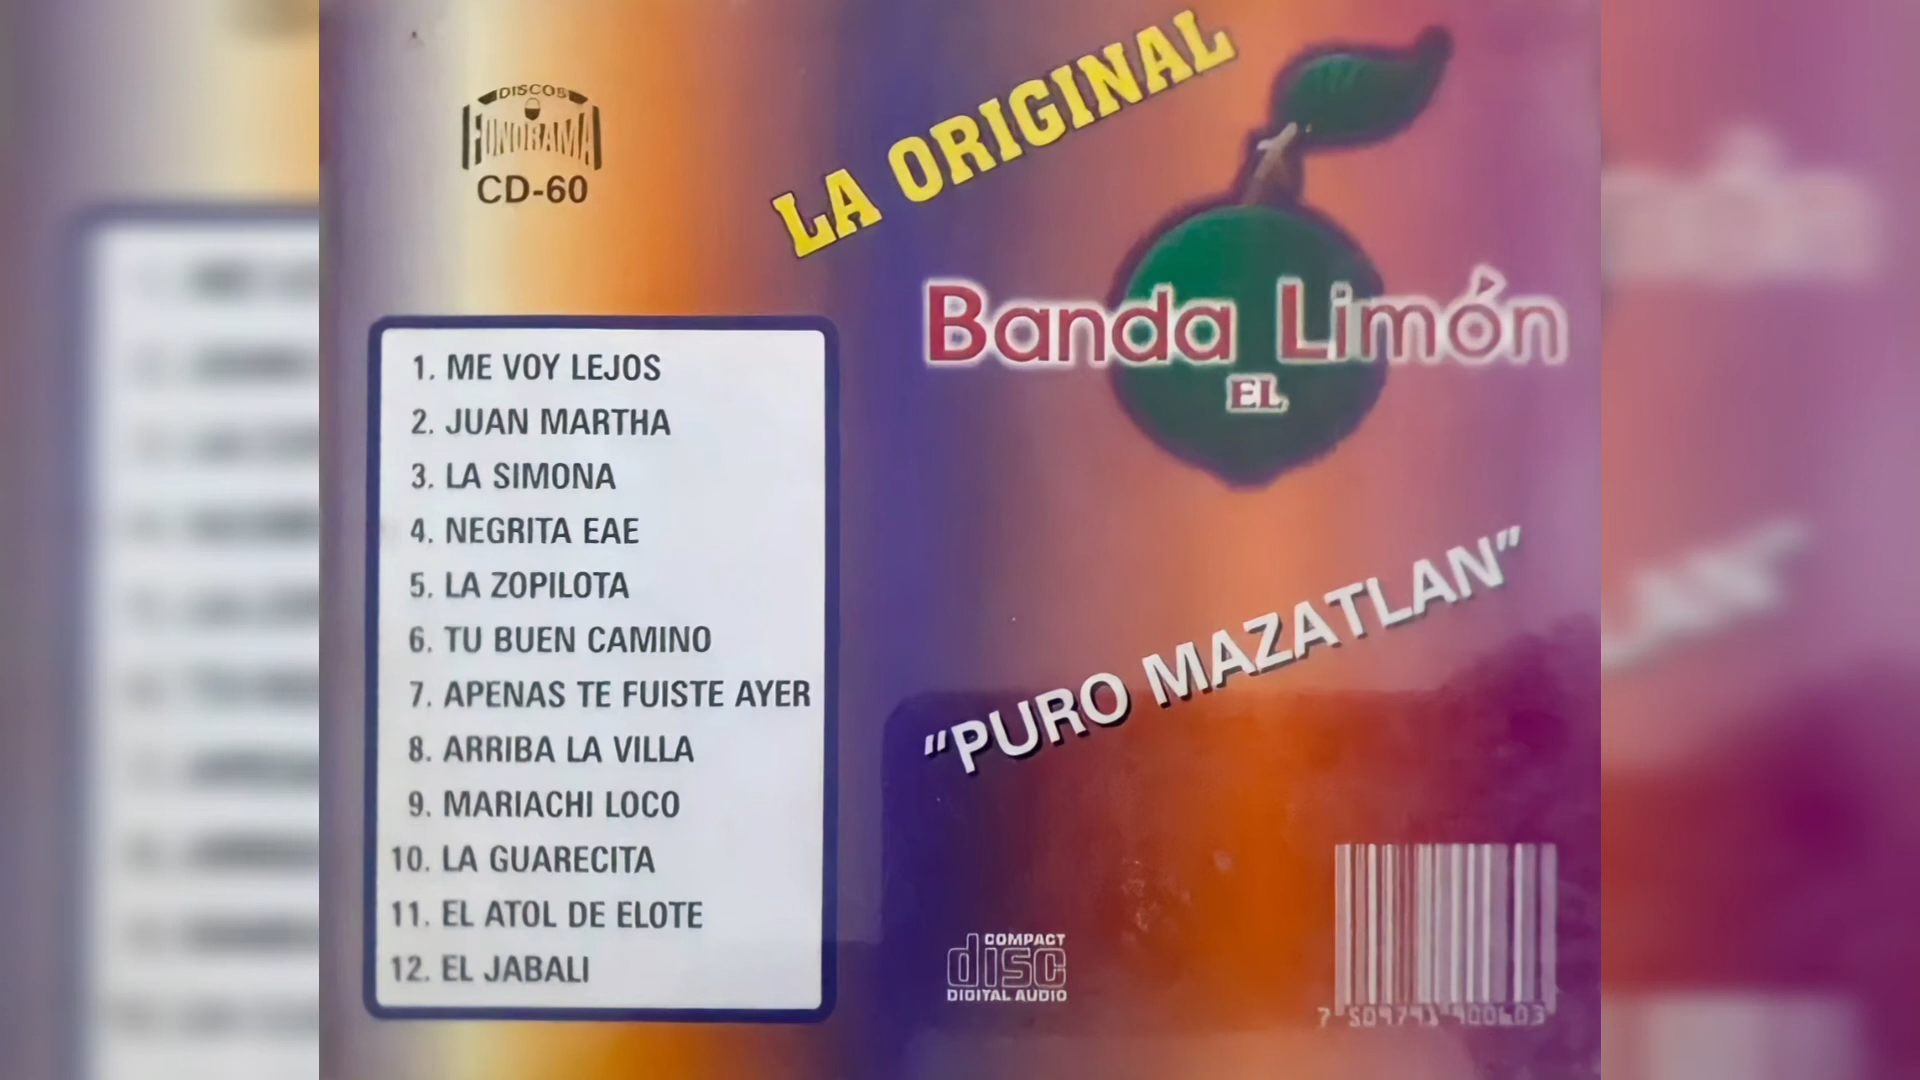 DISCOS
FONORAMA
CD-60
LA ORIGINAL
Banda Limón
EL
1. ME VOY LEJOS
2. JUAN MARTHA
3. LA SIMONA
4. NEGRITA EAE
5. LA ZOPILOTA
6. TU BUEN CAMINO
7. APENAS TE FUISTE AYER
8. ARRIBA LA VILLA
9. MARIACHI LOCO
10. LA GUARECITA
11. EL ATOL DE ELOTE
12. EL JABALI
"PURO MAZATLAN"
COMPACT
disc
DIGITAL AUDIO
7 509791 900603